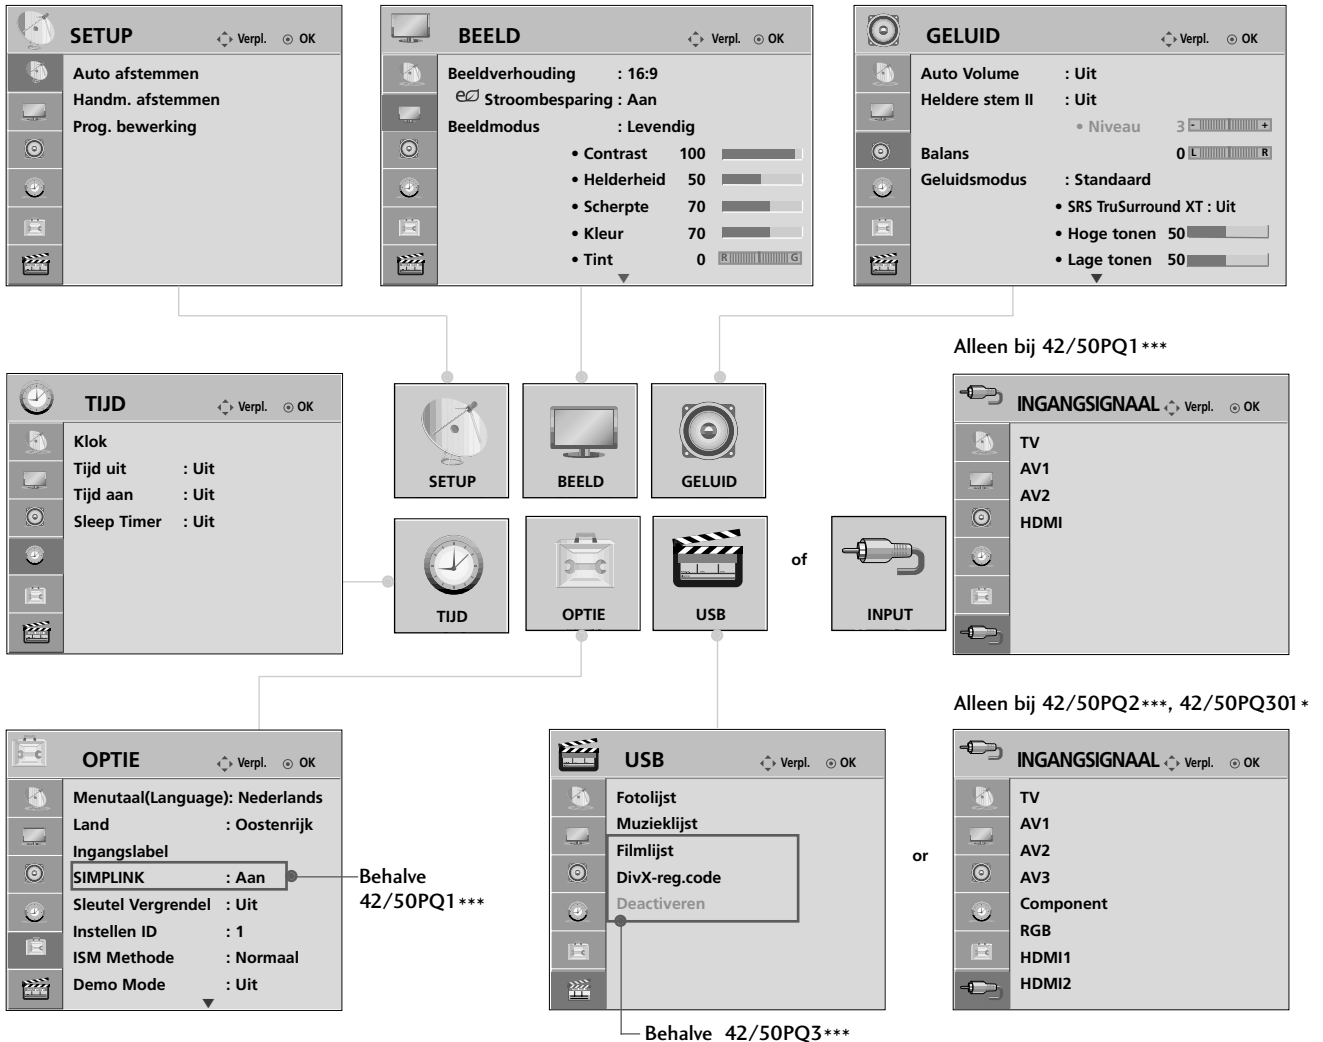 SETUP Verpl. OK
Auto afstemmen
Handm. afstemmen
Prog. bewerking
BEELD Verpl. OK
Beeldverhouding : 16:9
Stroombesparing : Aan
Beeldmodus : Levendig
• Contrast 100
• Helderheid 50
• Scherpte 70
• Kleur 70
• Tint 0 R G
GELUID Verpl. OK
Auto Volume : Uit
Heldere stem II : Uit
• Niveau 3 - +
Balans 0 L R
Geluidsmodus : Standaard
• SRS TruSurround XT : Uit
• Hoge tonen 50
• Lage tonen 50
TIJD Verpl. OK
Klok
Tijd uit : Uit
Tijd aan : Uit
Sleep Timer : Uit
SETUP
BEELD
GELUID
TIJD
OPTIE
USB
of
INPUT
Alleen bij 42/50PQ1***
INGANGSIGNAAL Verpl. OK
TV
AV1
AV2
HDMI
OPTIE Verpl. OK
Menutaal(Language): Nederlands
Land : Oostenrijk
Ingangslabel
SIMPLINK : Aan
Sleutel Vergrendel : Uit
Instellen ID : 1
ISM Methode : Normaal
Demo Mode : Uit
Behalve
42/50PQ1***
USB Verpl. OK
Fotolijst
Muzieklijst
Filmlijst
DivX-reg.code
Deactiveren
Behalve 42/50PQ3***
or
Alleen bij 42/50PQ2***, 42/50PQ301*
INGANGSIGNAAL Verpl. OK
TV
AV1
AV2
AV3
Component
RGB
HDMI1
HDMI2